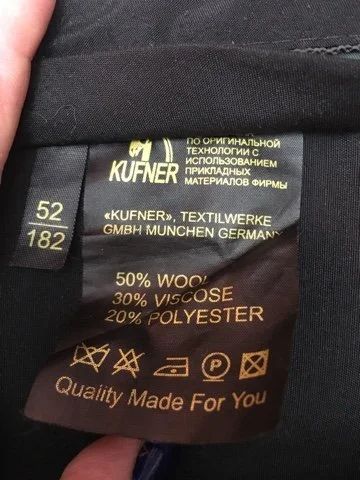 KUFNER
ПО ОРИГИНАЛЬНОЙ
ТЕХНОЛОГИИ С
ИСПОЛЬЗОВАНИЕМ
ПРИКЛАДНЫХ
МАТЕРИАЛОВ ФИРМЫ
52
182
«KUFNER», TEXTILWERKE
GMBH MUNCHEN GERMANY
50% WOOL
30% VISCOSE
20% POLYESTER
P
Quality Made For You